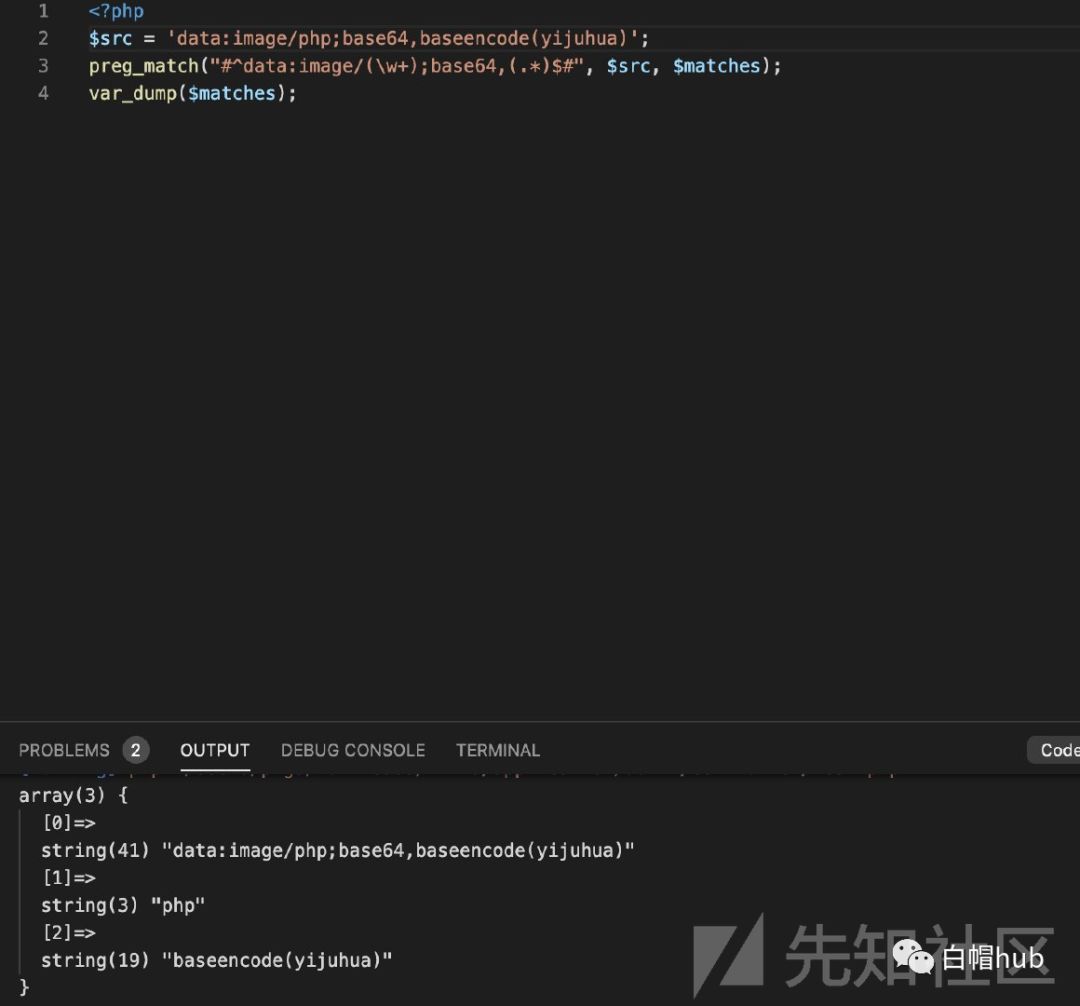 1 <?php
2 $src = 'data:image/php;base64,baseencode(yijuhua)';
3 preg_match("#^data:image/(\w+);base64,(.*)$#", $src, $matches);
4 var_dump($matches);
PROBLEMS 2 OUTPUT DEBUG CONSOLE TERMINAL Code
array(3) {
[0]=>
string(41) "data:image/php;base64,baseencode(yijuhua)"
[1]=>
string(3) "php"
[2]=>
string(19) "baseencode(yijuhua)"
}
先知社区
白帽hub